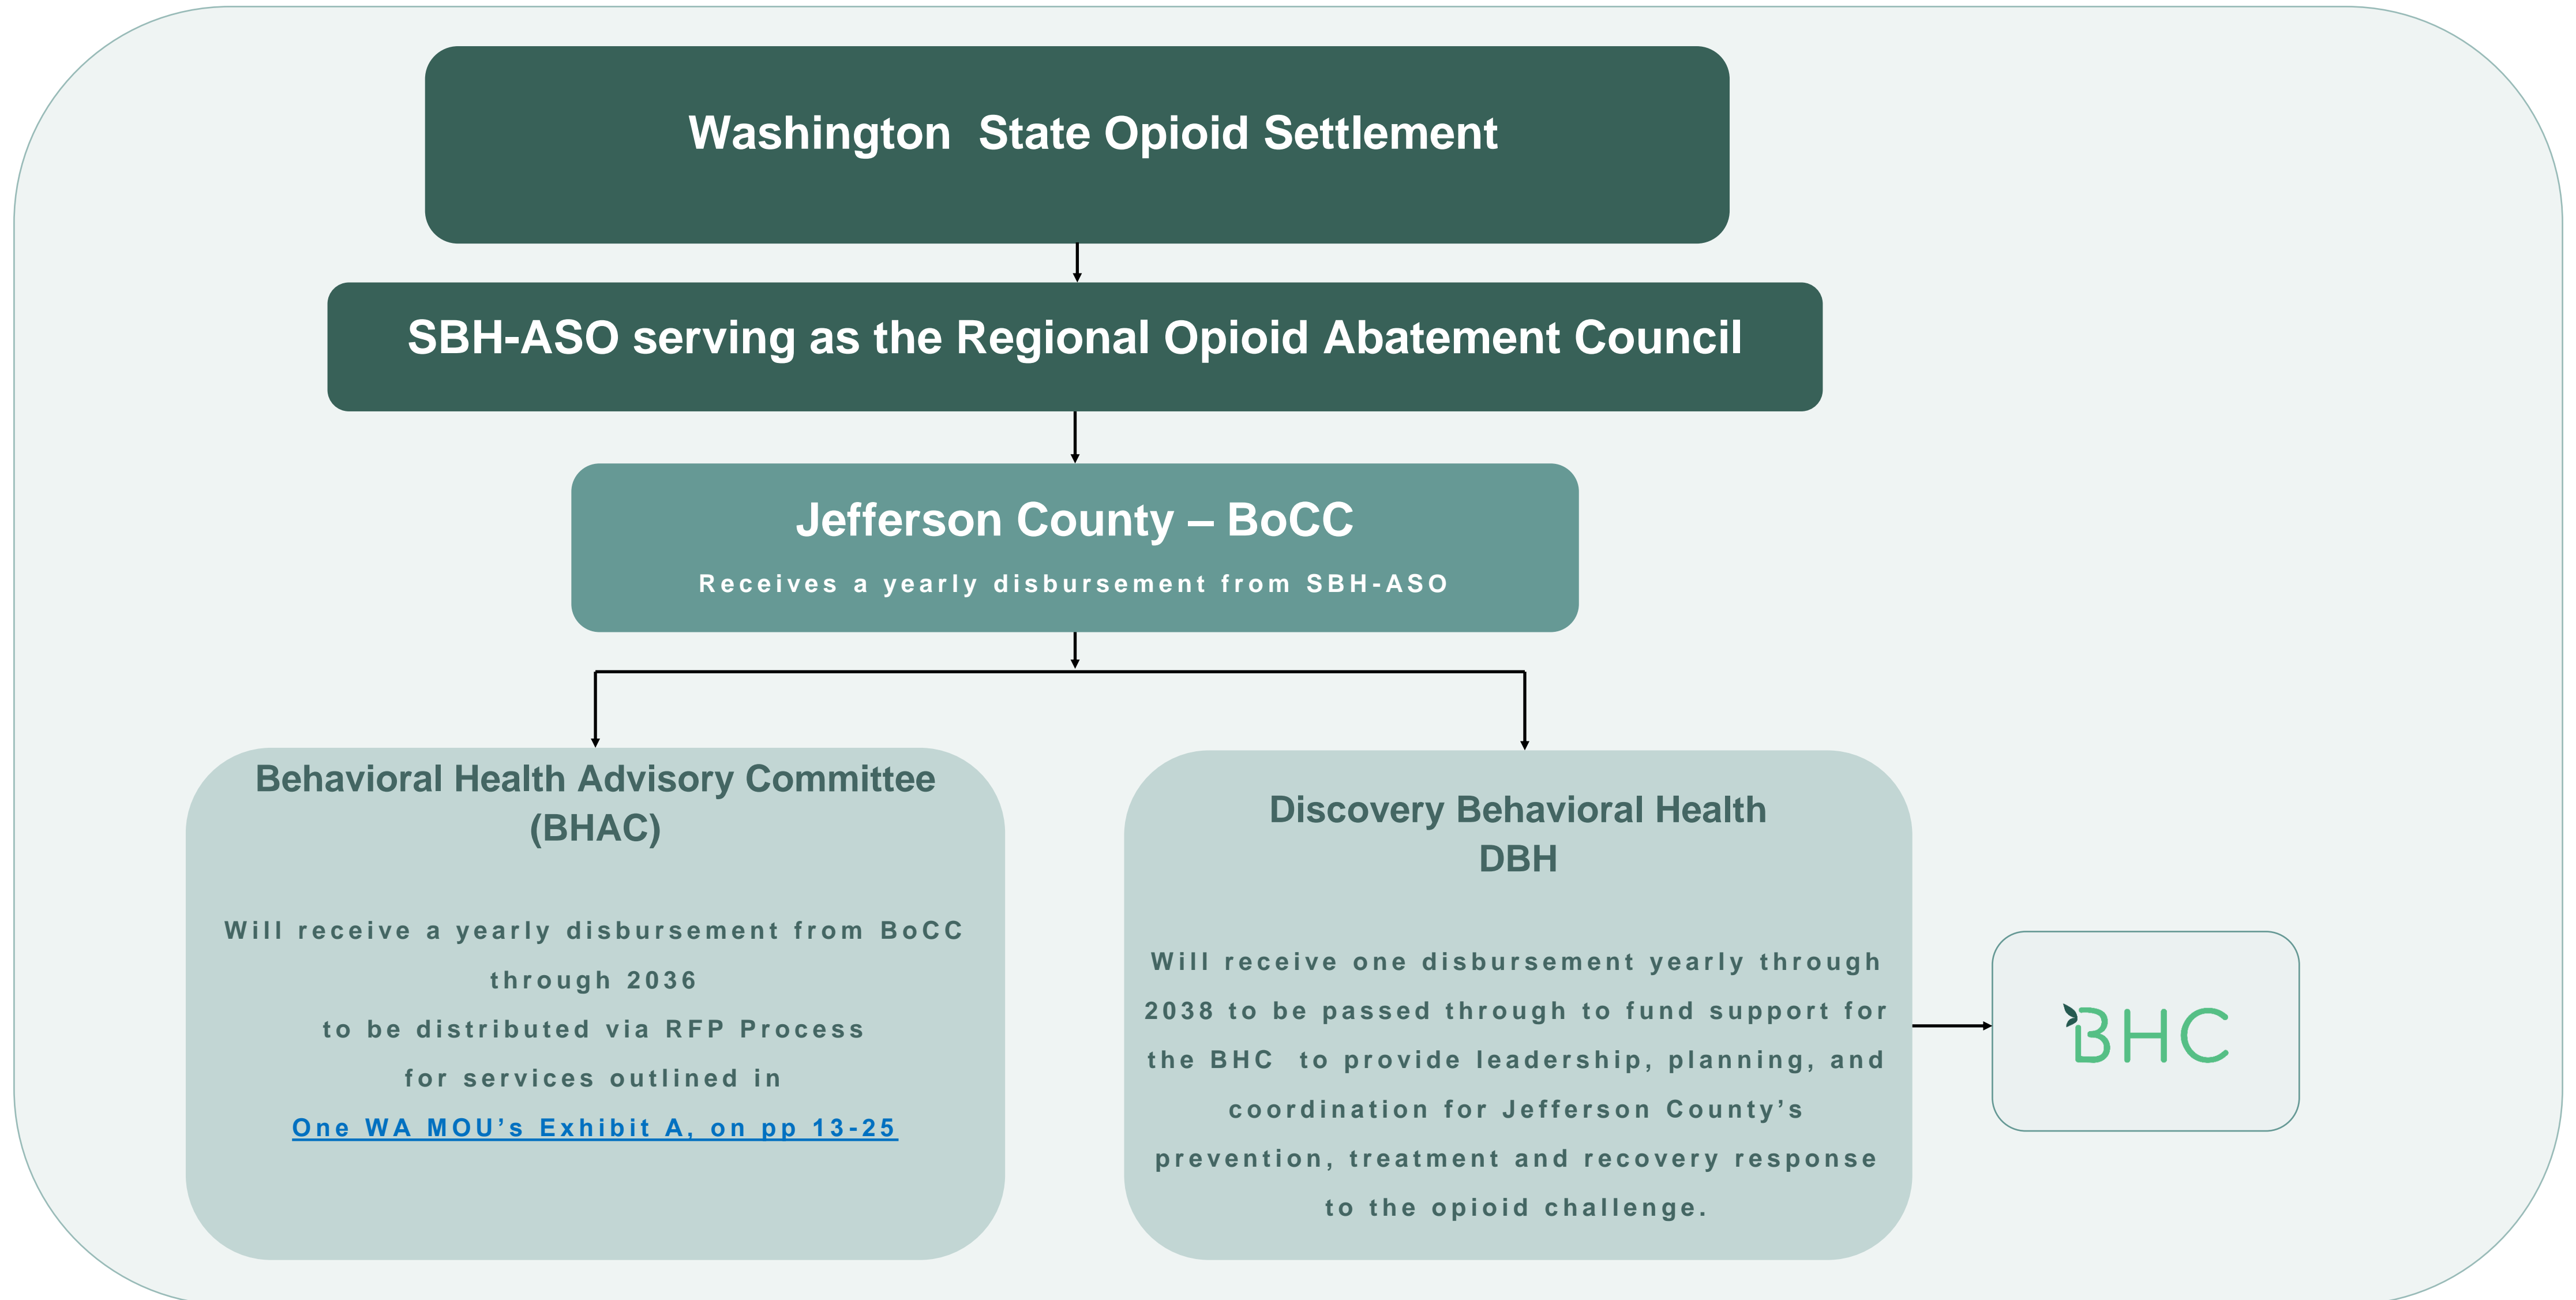 Washington State Opioid Settlement
SBH-ASO serving as the Regional Opioid Abatement Council
Jefferson County – BoCC
Receives a yearly disbursement from SBH-ASO
Behavioral Health Advisory Committee
(BHAC)
Will receive a yearly disbursement from BoCC
through 2036
to be distributed via RFP Process
for services outlined in
One WA MOU’s Exhibit A, on pp 13-25
Discovery Behavioral Health
DBH
Will receive one disbursement yearly through
2038 to be passed through to fund support for
the BHC to provide leadership, planning, and
coordination for Jefferson County’s
prevention, treatment and recovery response
to the opioid challenge.
BHC